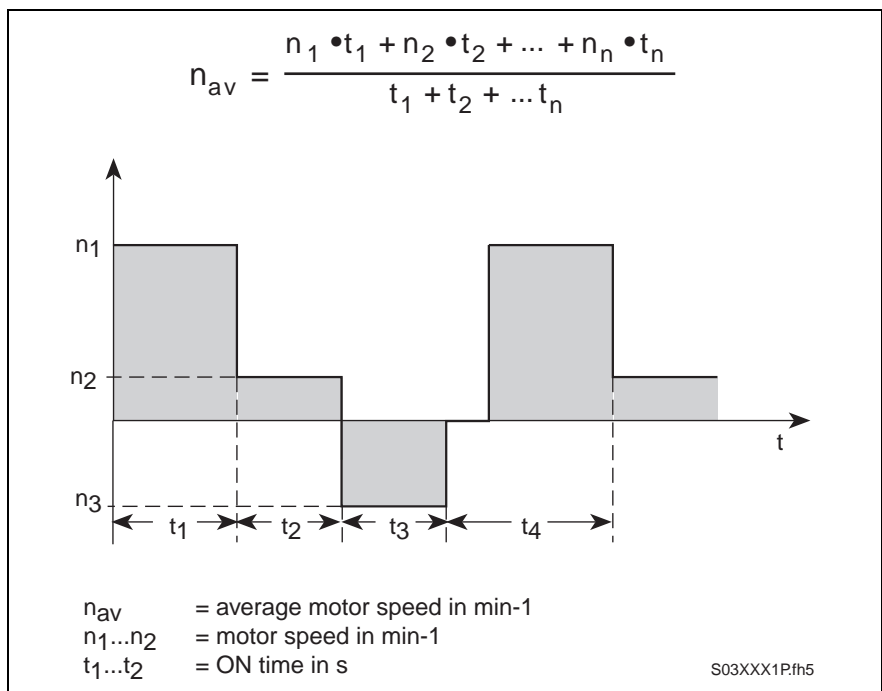 n_av = (n_1 •t_1 + n_2 •t_2 + ... + n_n •t_n) / (t_1 + t_2 + ... t_n)
n1
n2
t
n3
t1 t2 t3 t4
nav = average motor speed in min-1
n1...n2 = motor speed in min-1
t1...t2 = ON time in s
S03XXX1P.fh5